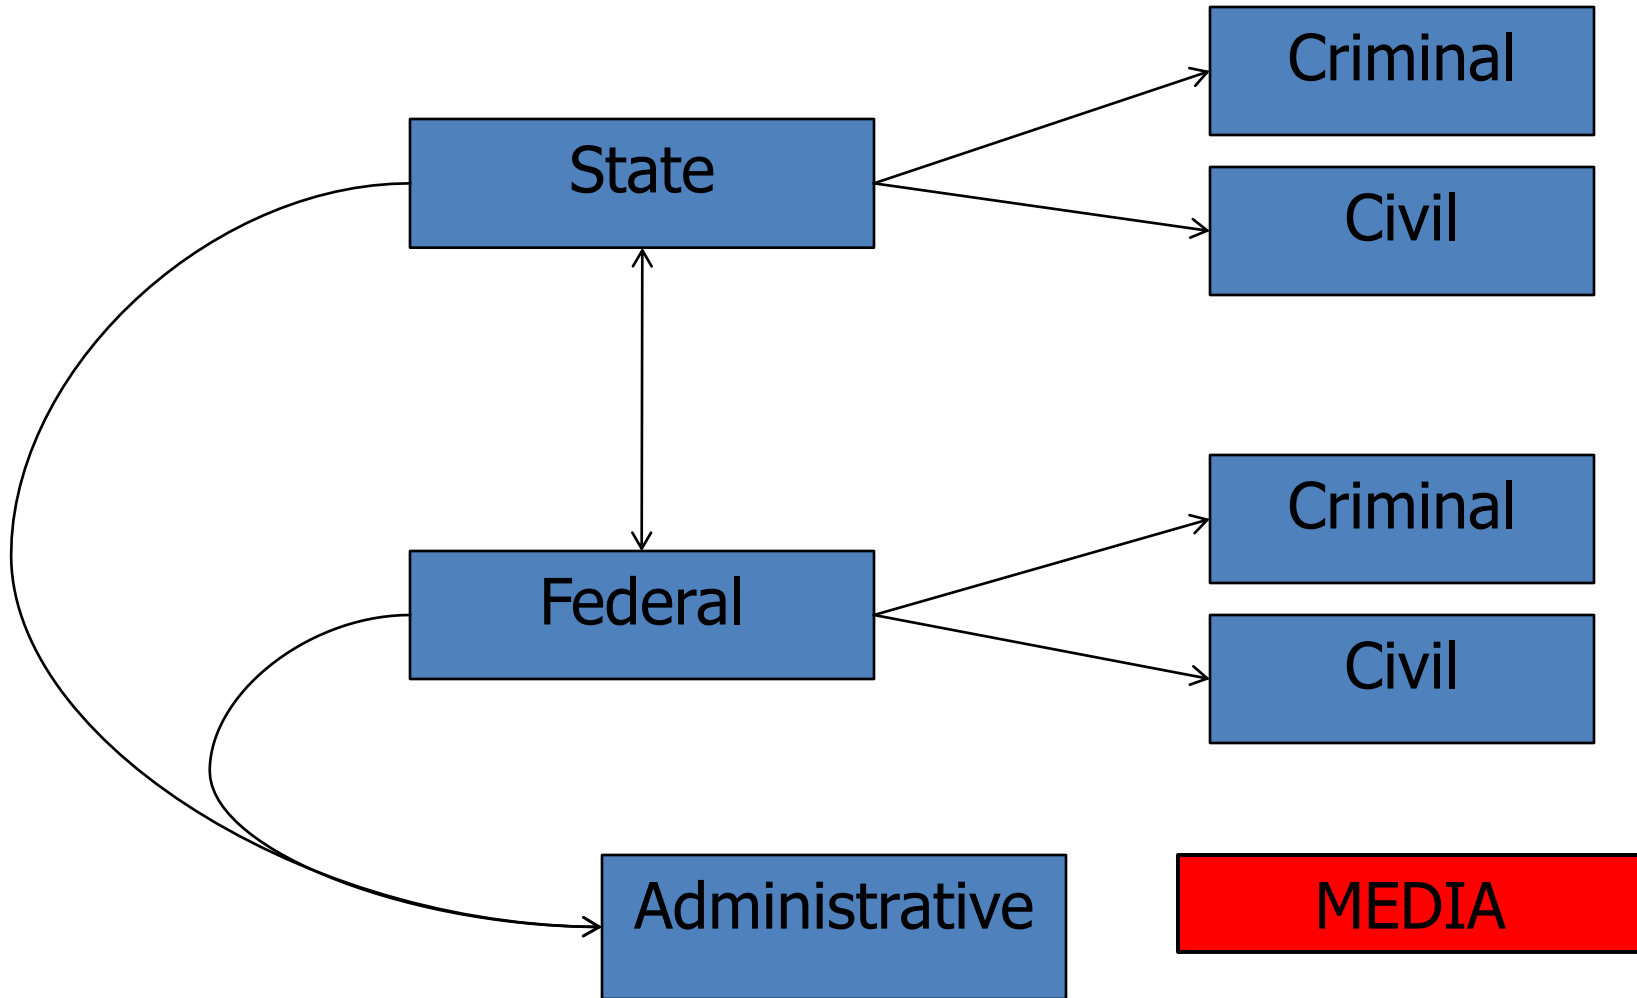 Criminal
State
Civil
Criminal
Federal
Civil
Administrative
MEDIA